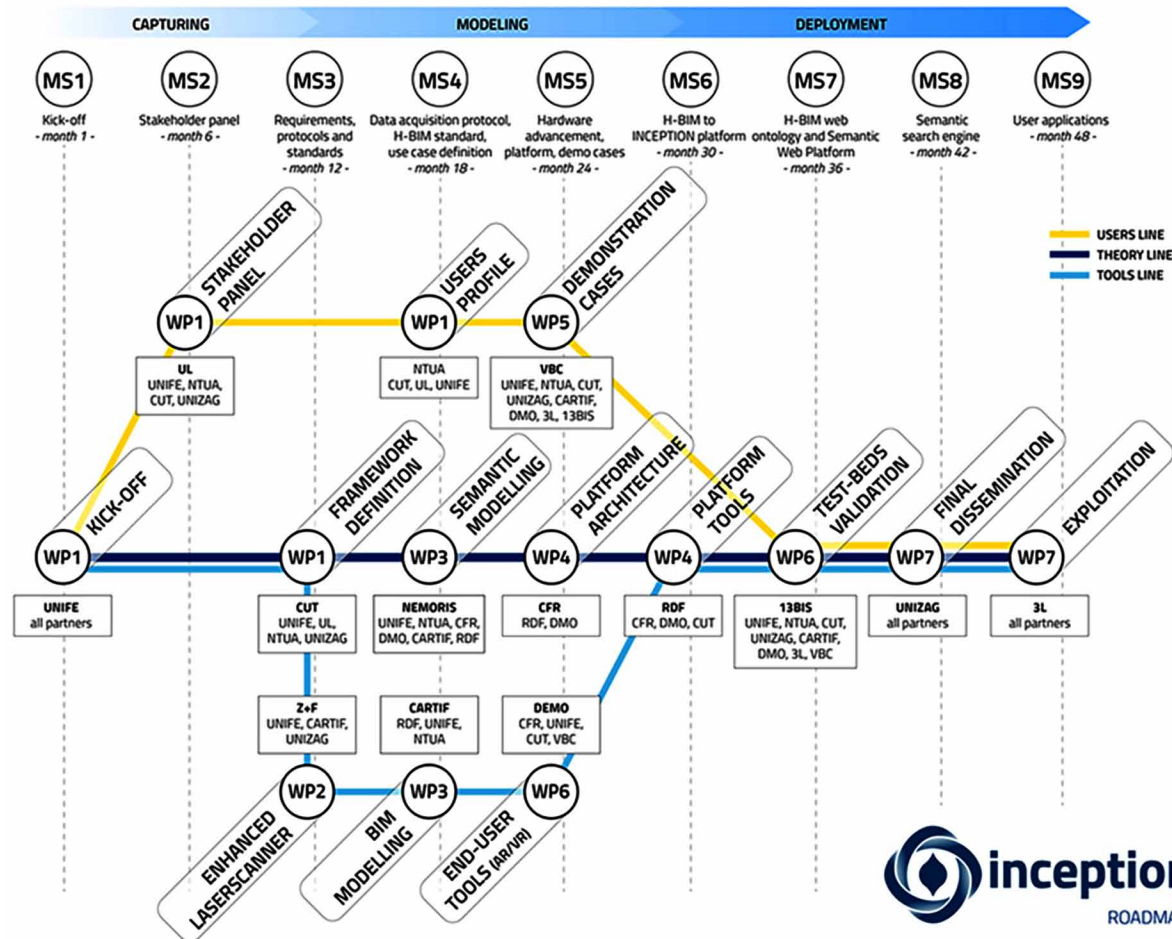 CAPTURING
MODELING
DEPLOYMENT
MS1
MS2
MS3
MS4
MS5
MS6
MS7
MS8
MS9
Kick-off
- month 1 -
Stakeholder panel
- month 6 -
Requirements,
protocols and
standards
- month 12 -
Data acquisition protocol,
H-BIM standard,
use case definition
- month 18 -
Hardware
advancement,
platform, demo cases
- month 24 -
H-BIM to
INCEPTION platform
- month 30 -
H-BIM web
ontology and Semantic
Web Platform
- month 36 -
Semantic
search engine
- month 42 -
User applications
- month 48 -
USERS LINE
THEORY LINE
TOOLS LINE
STAKEHOLDER
PANEL
WP1
UL
UNIFE, NTUA,
CUT, UNIZAG
USERS
PROFILE
WP1
NTUA
CUT, UL, UNIFE
DEMONSTRATION
CASES
WP5
VBC
UNIFE, NTUA, CUT,
UNIZAG, CARTIF,
DMO, 3L, 13BIS
KICK-OFF
WP1
UNIFE
all partners
FRAMEWORK
DEFINITION
WP1
CUT
UNIFE, UL,
NTUA, UNIZAG
SEMANTIC
MODELLING
WP3
NEMORIS
UNIFE, NTUA, CFR,
DMO, CARTIF, RDF
PLATFORM
ARCHITECTURE
WP4
CFR
RDF, DMO
PLATFORM
TOOLS
WP4
RDF
CFR, DMO, CUT
TEST-BEDS
VALIDATION
WP6
13BIS
UNIFE, NTUA, CUT,
UNIZAG, CARTIF,
DMO, 3L, VBC
FINAL
DISSEMINATION
WP7
UNIZAG
all partners
EXPLOITATION
WP7
3L
all partners
Z+F
UNIFE, CARTIF,
UNIZAG
WP2
ENHANCED
LASERSCANNER
CARTIF
RDF, UNIFE,
NTUA
WP3
BIM
MODELLING
DEMO
CFR, UNIFE,
CUT, VBC
WP6
END-USER
TOOLS (AR/VR)
inception
ROADMA